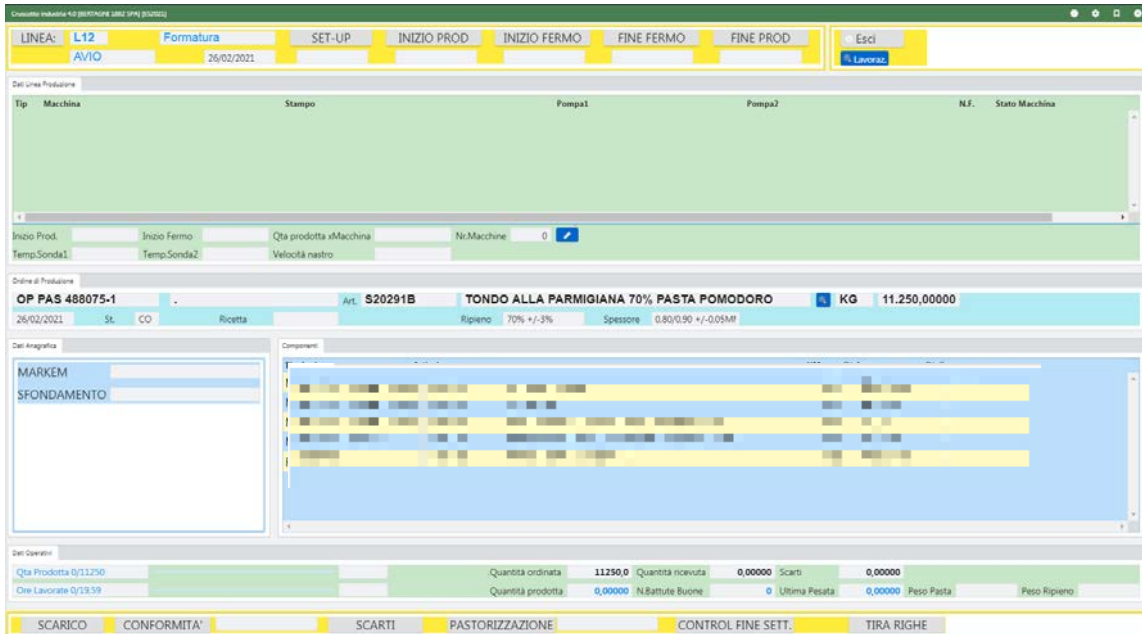 Cruscotto Industria 4.0 [BERTAGNI 1882 SPA] [ES2021]
LINEA: L12 Formatura SET-UP INIZIO PROD INIZIO FERMO FINE FERMO FINE PROD Esci
AVIO 26/02/2021 Lavoraz.
Dati Linea Produzione
Tip Macchina Stampo Pompa1 Pompa2 N.F. Stato Macchina
Inizio Prod. Inizio Fermo Qta prodotta xMacchina Nr.Macchine 0
Temp.Sonda1 Temp.Sonda2 Velocità nastro
Ordine di Produzione
OP PAS 488075-1 . Art. S20291B TONDO ALLA PARMIGIANA 70% PASTA POMODORO KG 11.250,00000
26/02/2021 St. CO Ricetta Ripieno 70% +/-3% Spessore 0.80/0.90 +/-0.05M
Dati Anagrafica Componenti
MARKEM
SFONDAMENTO
Dati Operativi
Qta Prodotta 0/11250 Quantità ordinata 11250,0 Quantità ricevuta 0,00000 Scarti 0,00000
Ore Lavorate 0/19,59 Quantità prodotta 0,00000 N.Battute Buone 0 Ultima Pesata 0,00000 Peso Pasta Peso Ripieno
SCARICO CONFORMITA' SCARTI PASTORIZZAZIONE CONTROL FINE SETT. TIRA RIGHE